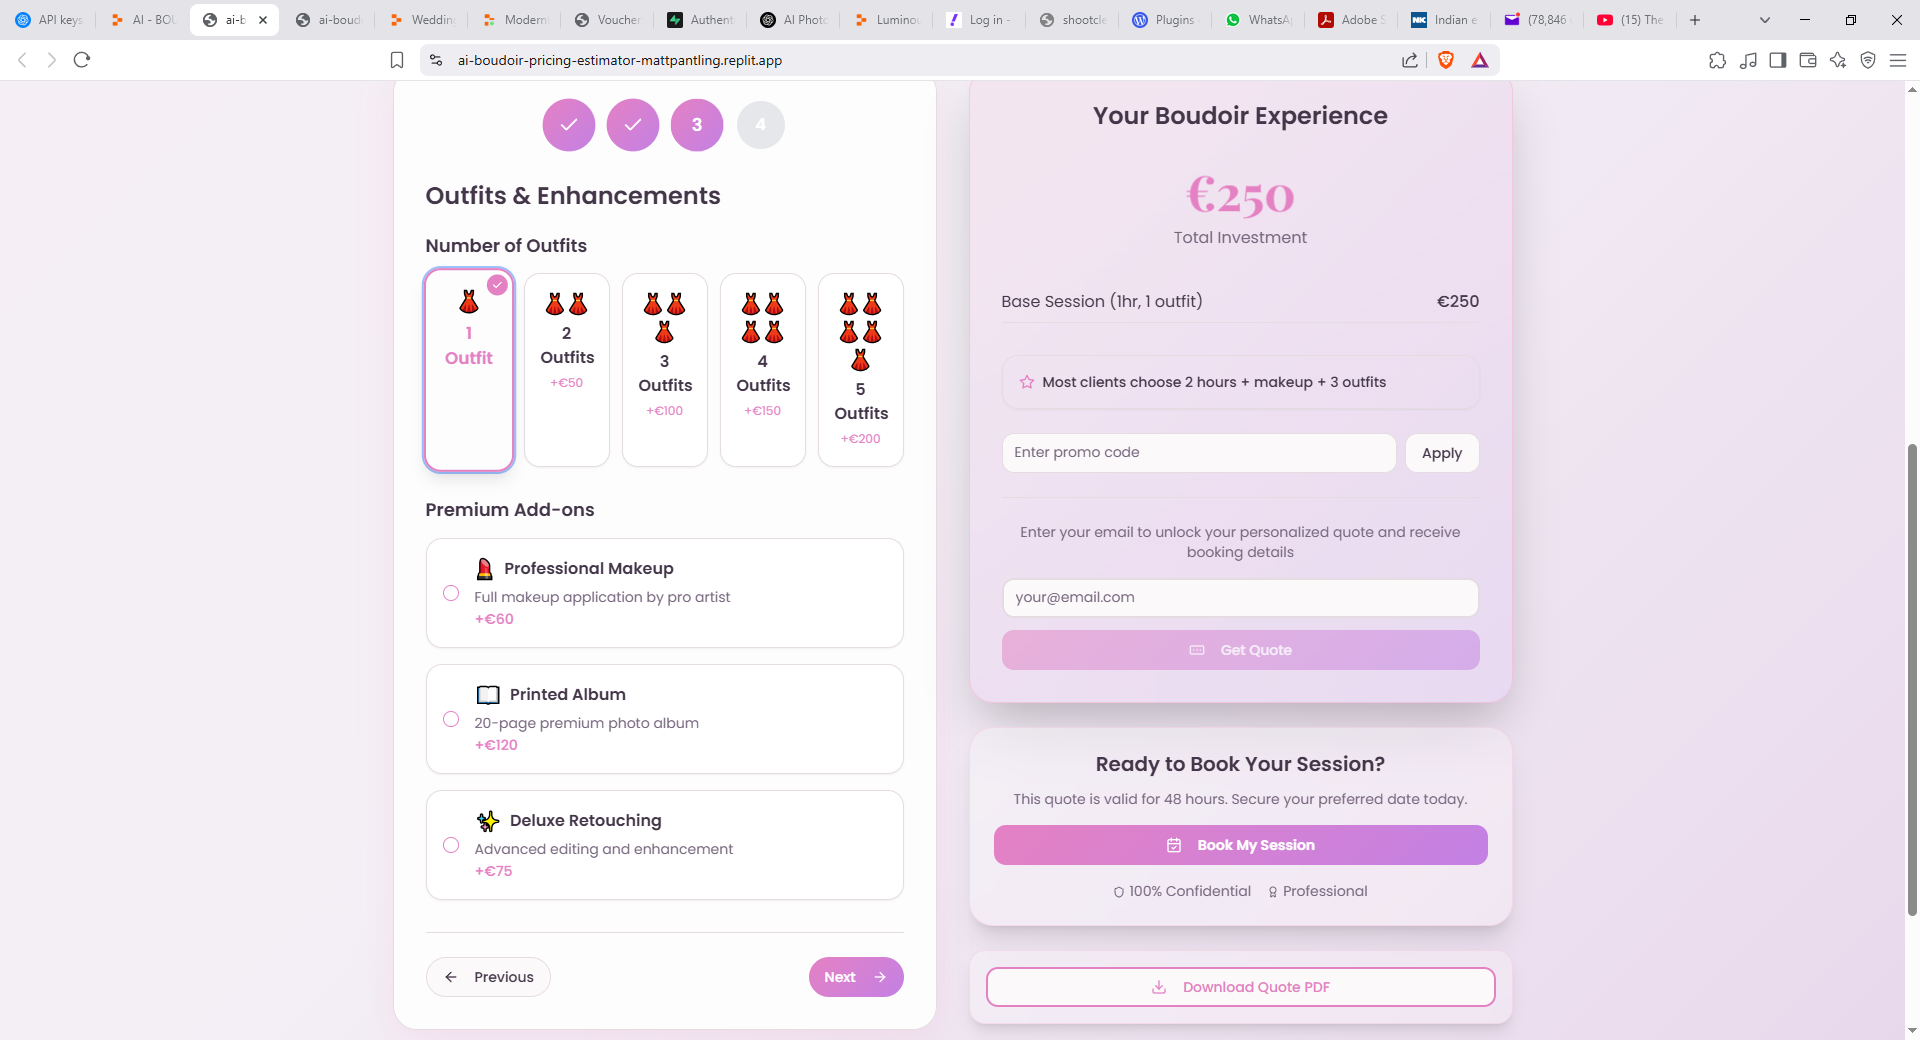 API keys
AI - BOU
ai-b
ai-boud
Wedding
Modern
Voucher
Authent
AI Photo
Luminou
Log in -
shootcle
Plugins
WhatsAp
Adobe S
Indian e
(78,846
(15) The
ai-boudoir-pricing-estimator-mattpantling.replit.app
3
4
Outfits & Enhancements
Number of Outfits
1
Outfit
2
Outfits
+€50
3
Outfits
+€100
4
Outfits
+€150
5
Outfits
+€200
Premium Add-ons
Professional Makeup
Full makeup application by pro artist
+€60
Printed Album
20-page premium photo album
+€120
Deluxe Retouching
Advanced editing and enhancement
+€75
Previous
Next
Your Boudoir Experience
€250
Total Investment
Base Session (1hr, 1 outfit) €250
Most clients choose 2 hours + makeup + 3 outfits
Enter promo code
Apply
Enter your email to unlock your personalized quote and receive
booking details
your@email.com
Get Quote
Ready to Book Your Session?
This quote is valid for 48 hours. Secure your preferred date today.
Book My Session
100% Confidential Professional
Download Quote PDF